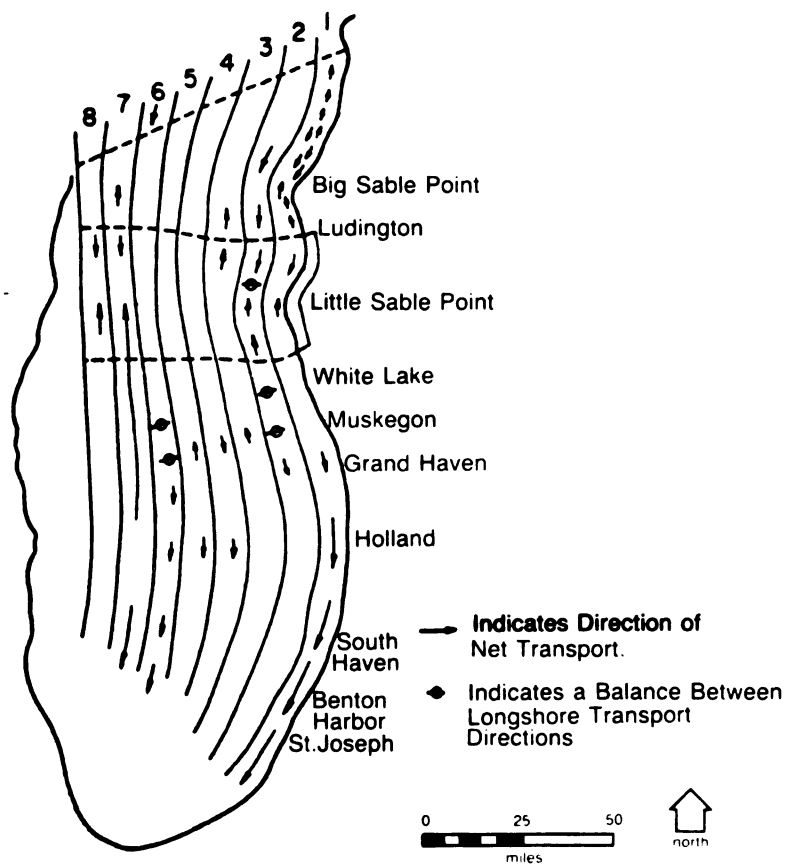 1
2
3
4
5
6
7
8
Big Sable Point
Ludington
Little Sable Point
White Lake
Muskegon
Grand Haven
Holland
South
Haven
Benton
Harbor
St.Joseph
Indicates Direction of
Net Transport.
Indicates a Balance Between
Longshore Transport
Directions
0 25 50
miles
north